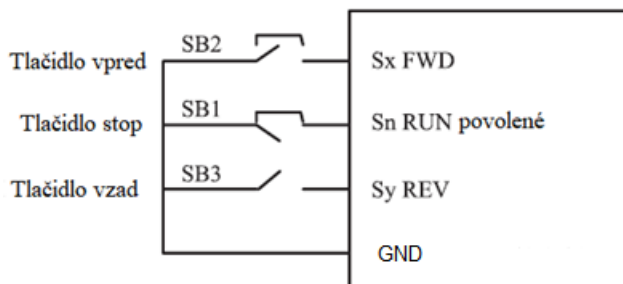 Tlačidlo vpred SB2 Sx FWD
Tlačidlo stop SB1 Sn RUN povolené
Tlačidlo vzad SB3 Sy REV
GND